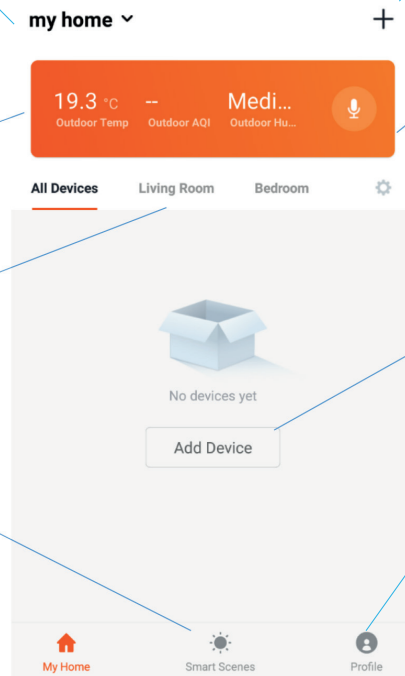 my home
19.3 °C -- Medi...
Outdoor Temp Outdoor AQI Outdoor Hu...
All Devices Living Room Bedroom
No devices yet
Add Device
My Home Smart Scenes Profile